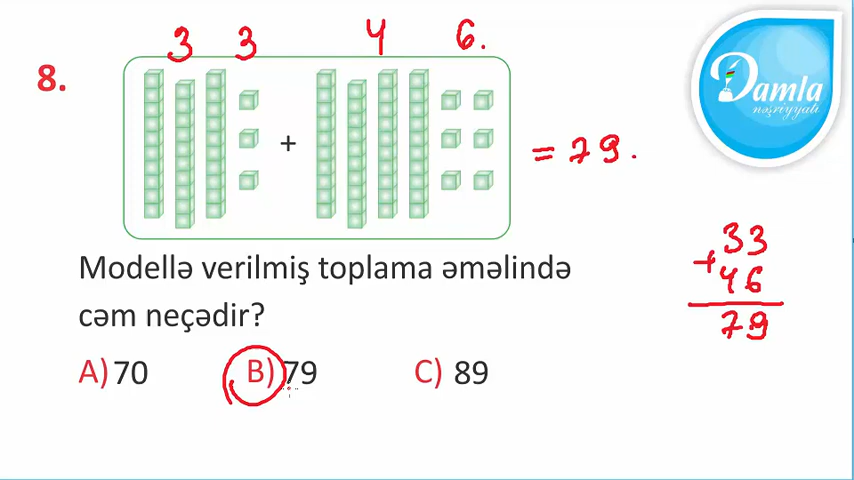 3 3 4 6.
8.
+
= 79.
Damla
nəşriyyatı
33
+ 46
79
Modellə verilmiş toplama əməlində
cəm neçədir?
A) 70 B) 79 C) 89